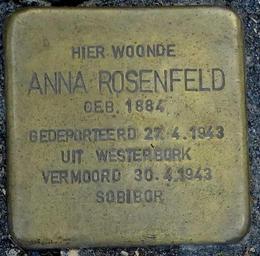 HIER WOONDE
ANNA ROSENFELD
GEB. 1884
GEDEPORTEERD 27.4.1943
UIT WESTERBORK
VERMOORD 30.4.1943
SOBIBOR